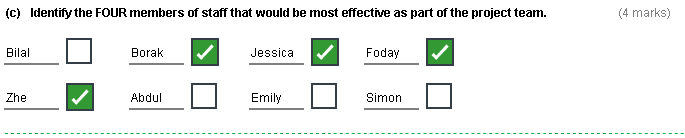 (c) Identify the FOUR members of staff that would be most effective as part of the project team. (4 marks)
Bilal Borak Jessica Foday
Zhe Abdul Emily Simon